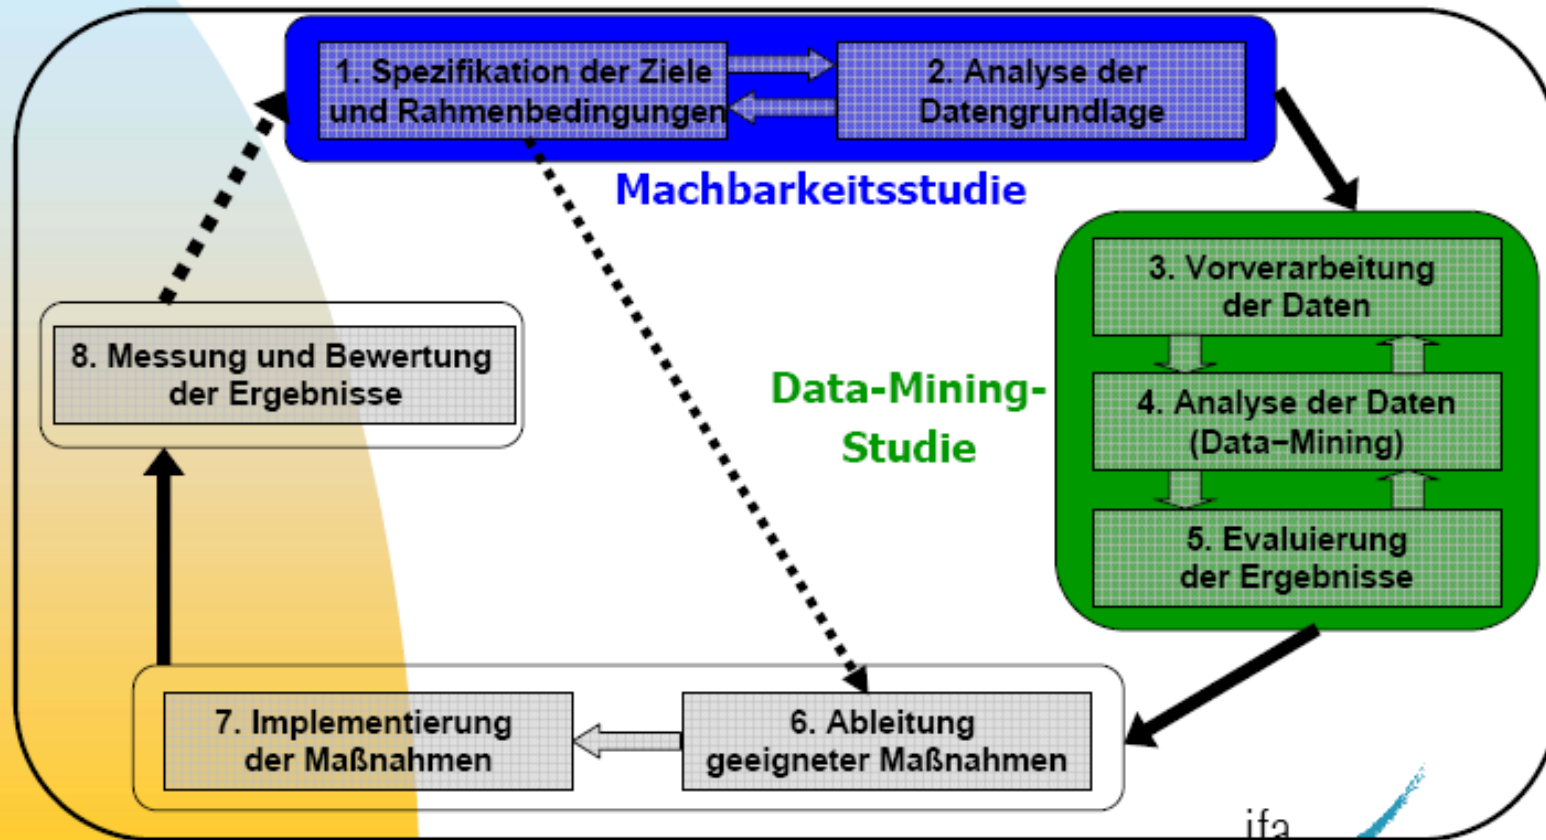 1. Spezifikation der Ziele
und Rahmenbedingungen
2. Analyse der
Datengrundlage
Machbarkeitsstudie
3. Vorverarbeitung
der Daten
4. Analyse der Daten
(Data-Mining)
5. Evaluierung
der Ergebnisse
Data-Mining-
Studie
6. Ableitung
geeigneter Maßnahmen
7. Implementierung
der Maßnahmen
8. Messung und Bewertung
der Ergebnisse
ifa